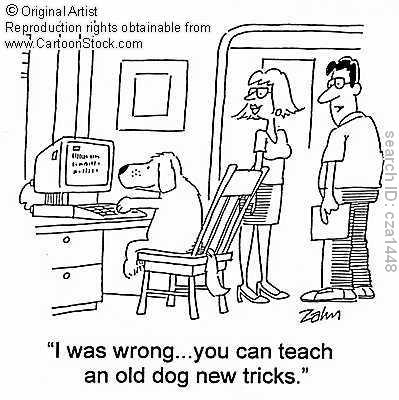 © Original Artist
Reproduction rights obtainable from
www.CartoonStock.com
search ID: cza1448
Zahn
“I was wrong...you can teach
an old dog new tricks.”